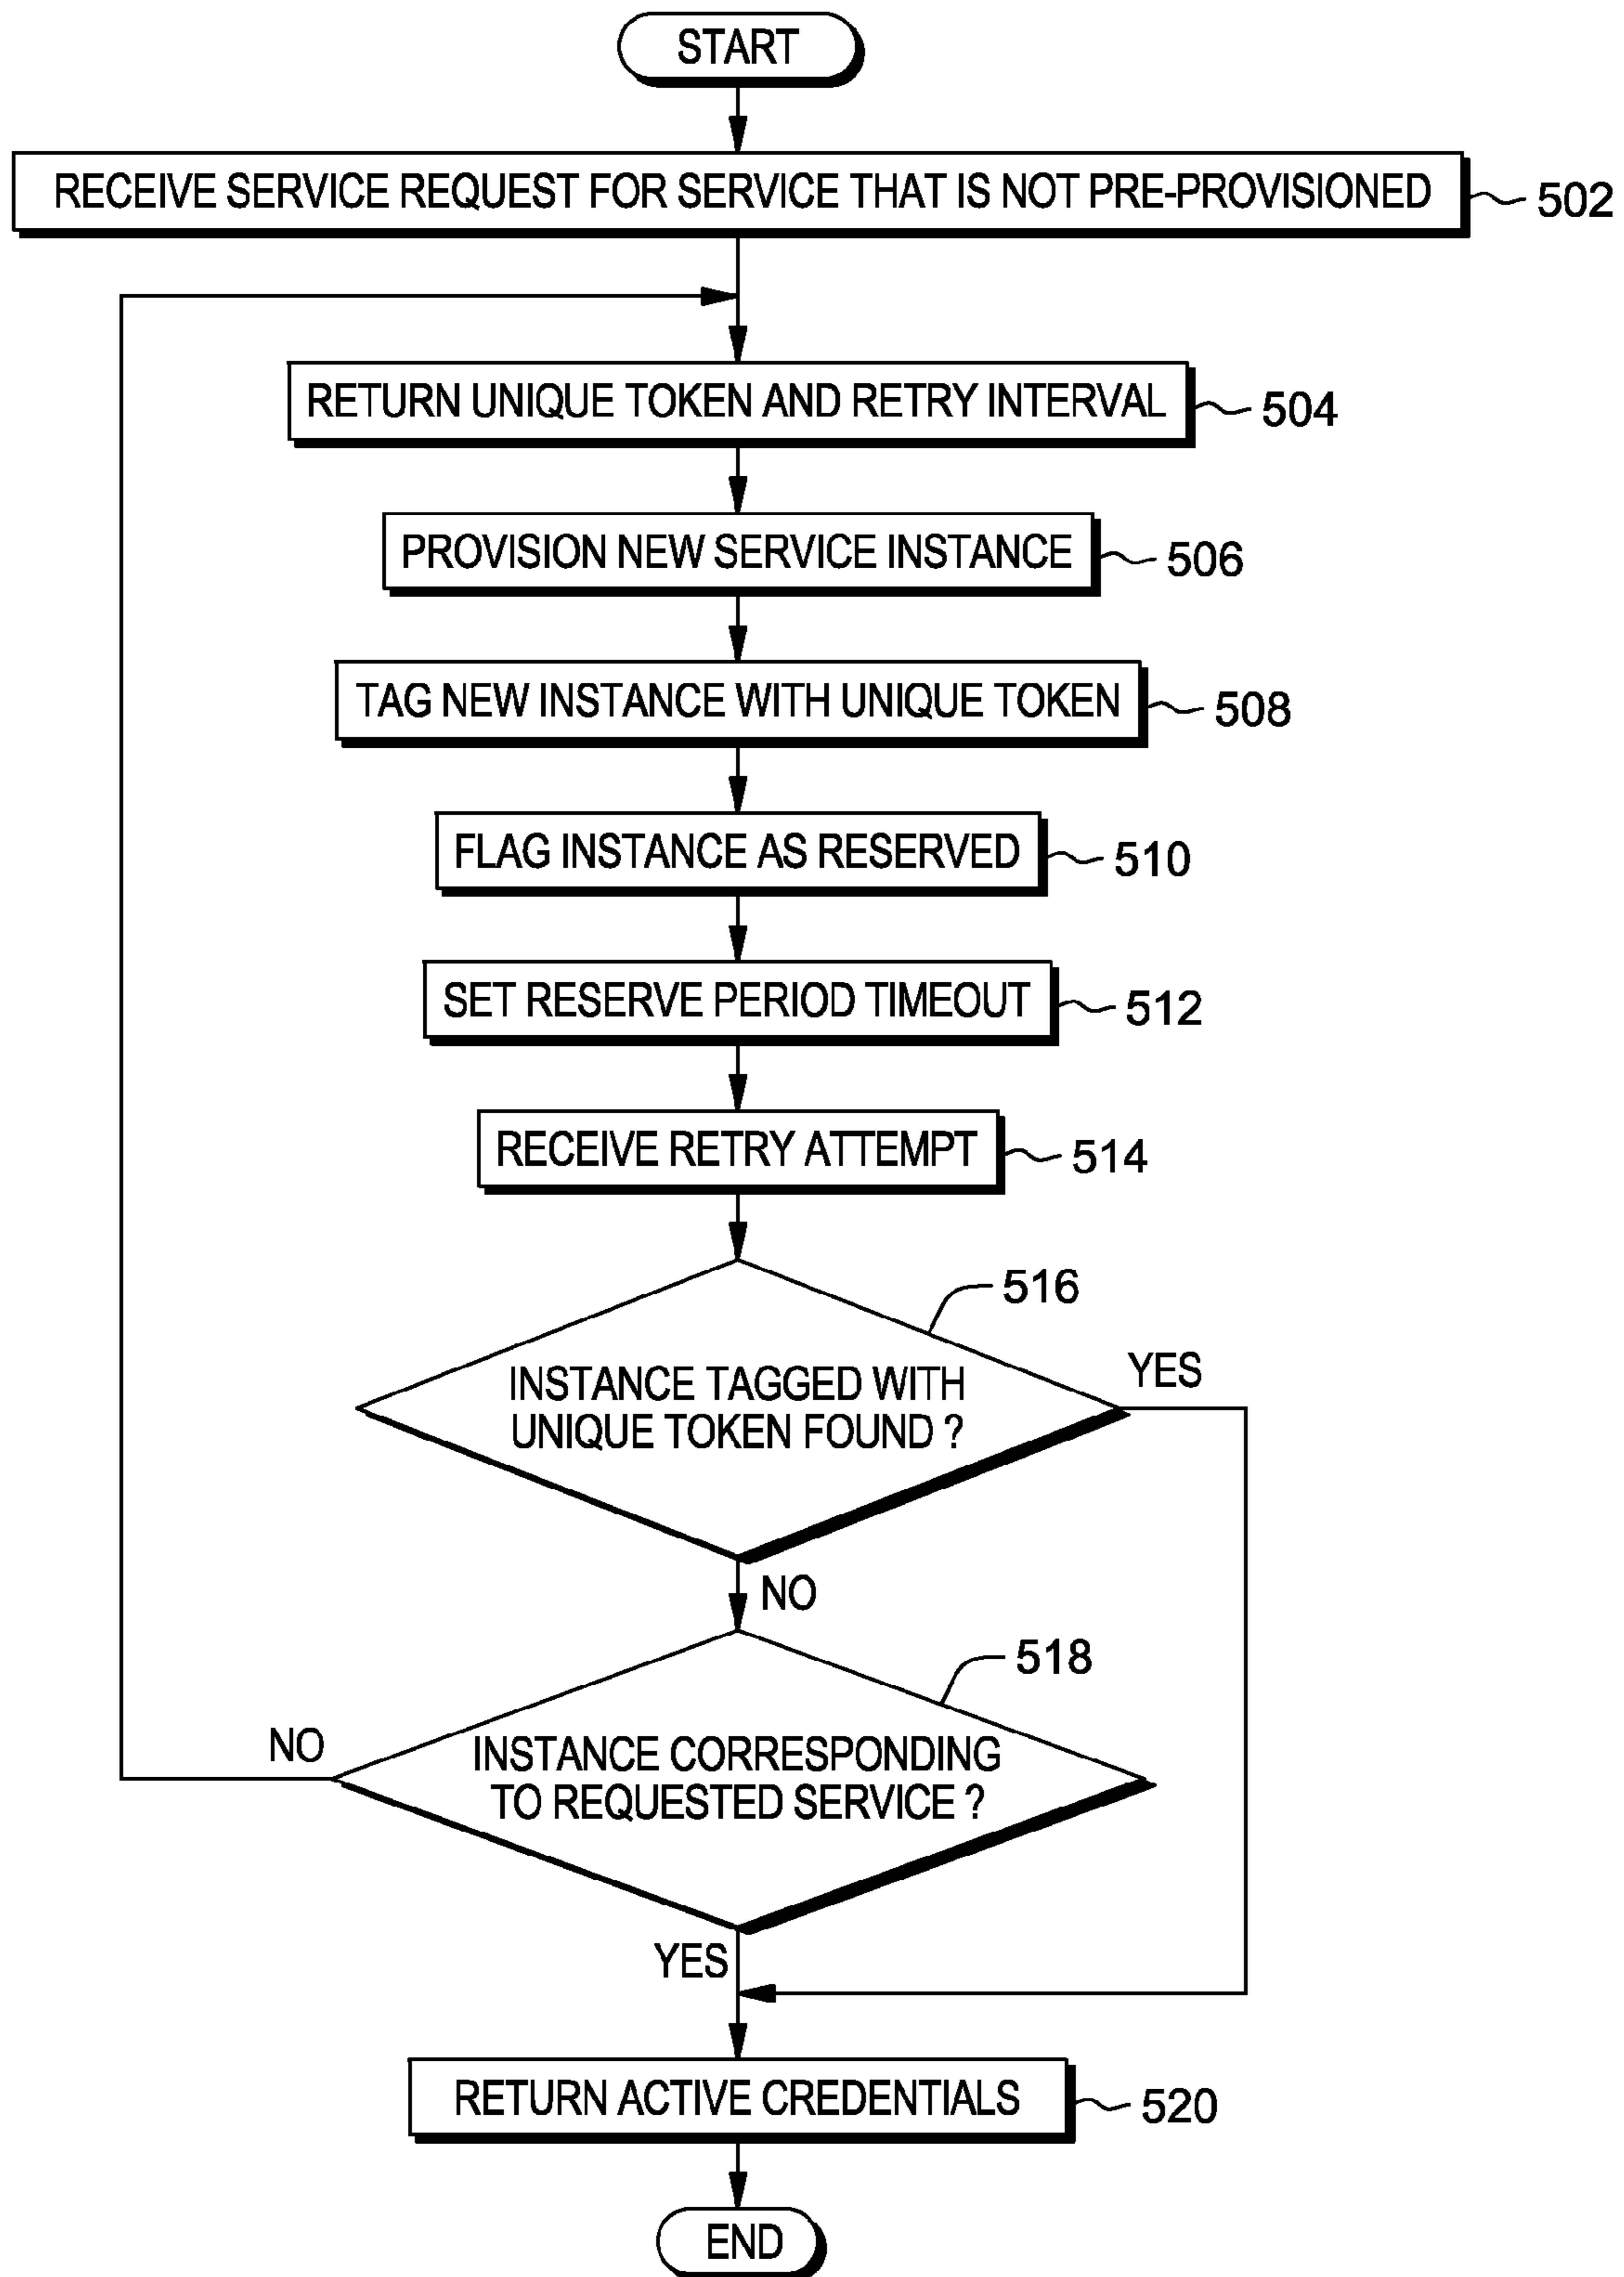 START
RECEIVE SERVICE REQUEST FOR SERVICE THAT IS NOT PRE-PROVISIONED
502
RETURN UNIQUE TOKEN AND RETRY INTERVAL
504
PROVISION NEW SERVICE INSTANCE
506
TAG NEW INSTANCE WITH UNIQUE TOKEN
508
FLAG INSTANCE AS RESERVED
510
SET RESERVE PERIOD TIMEOUT
512
RECEIVE RETRY ATTEMPT
514
516
INSTANCE TAGGED WITH
UNIQUE TOKEN FOUND ?
YES
NO
518
NO
INSTANCE CORRESPONDING
TO REQUESTED SERVICE ?
YES
RETURN ACTIVE CREDENTIALS
520
END